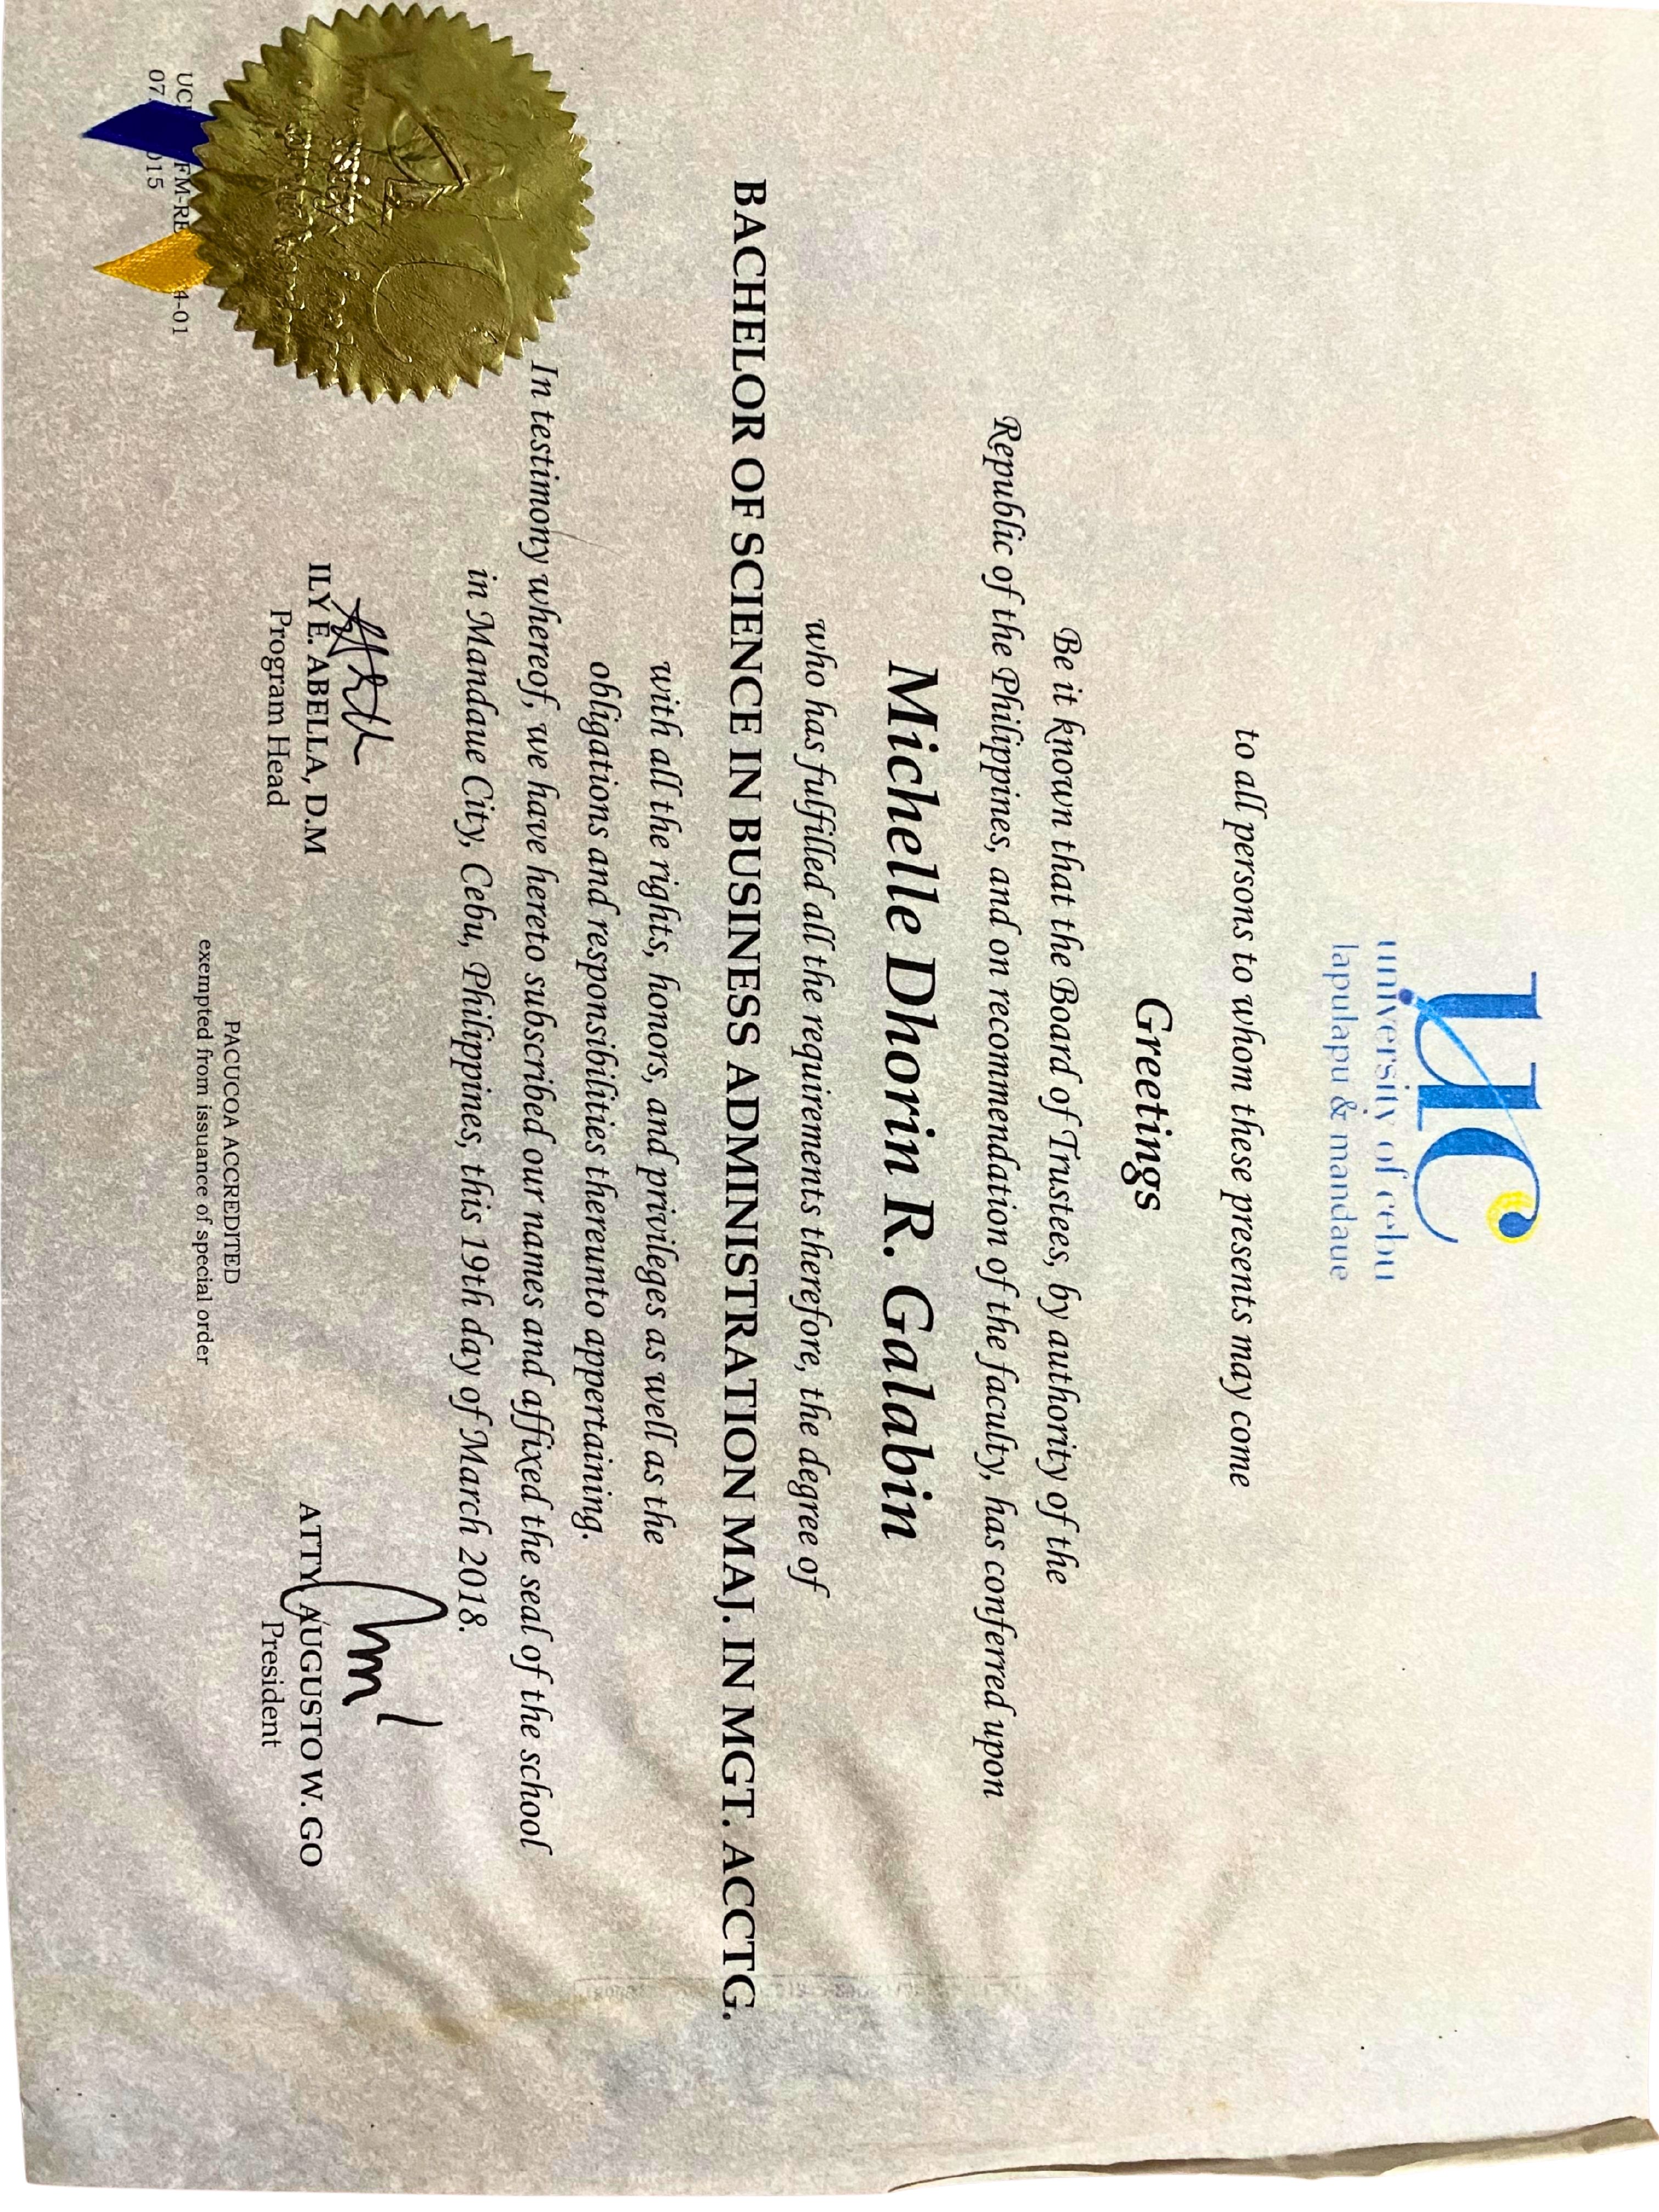 UC
university of cebu
lapulapu & mandaue
to all persons to whom these presents may come
Greetings
Be it known that the Board of Trustees, by authority of the
Republic of the Philippines, and on recommendation of the faculty, has conferred upon
Michelle Dhorin R. Galabin
who has fulfilled all the requirements therefore, the degree of
BACHELOR OF SCIENCE IN BUSINESS ADMINISTRATION MAJ. IN MGT. ACCTG.
with all the rights, honors, and privileges as well as the
obligations and responsibilities thereunto appertaining.
In testimony whereof, we have hereto subscribed our names and affixed the seal of the school
in Mandaue City, Cebu, Philippines, this 19th day of March 2018.
ILY E. ABELLA, D.M
Program Head
ATTY. AUGUSTO W. GO
President
PACUCOA ACCREDITED
exempted from issuance of special order